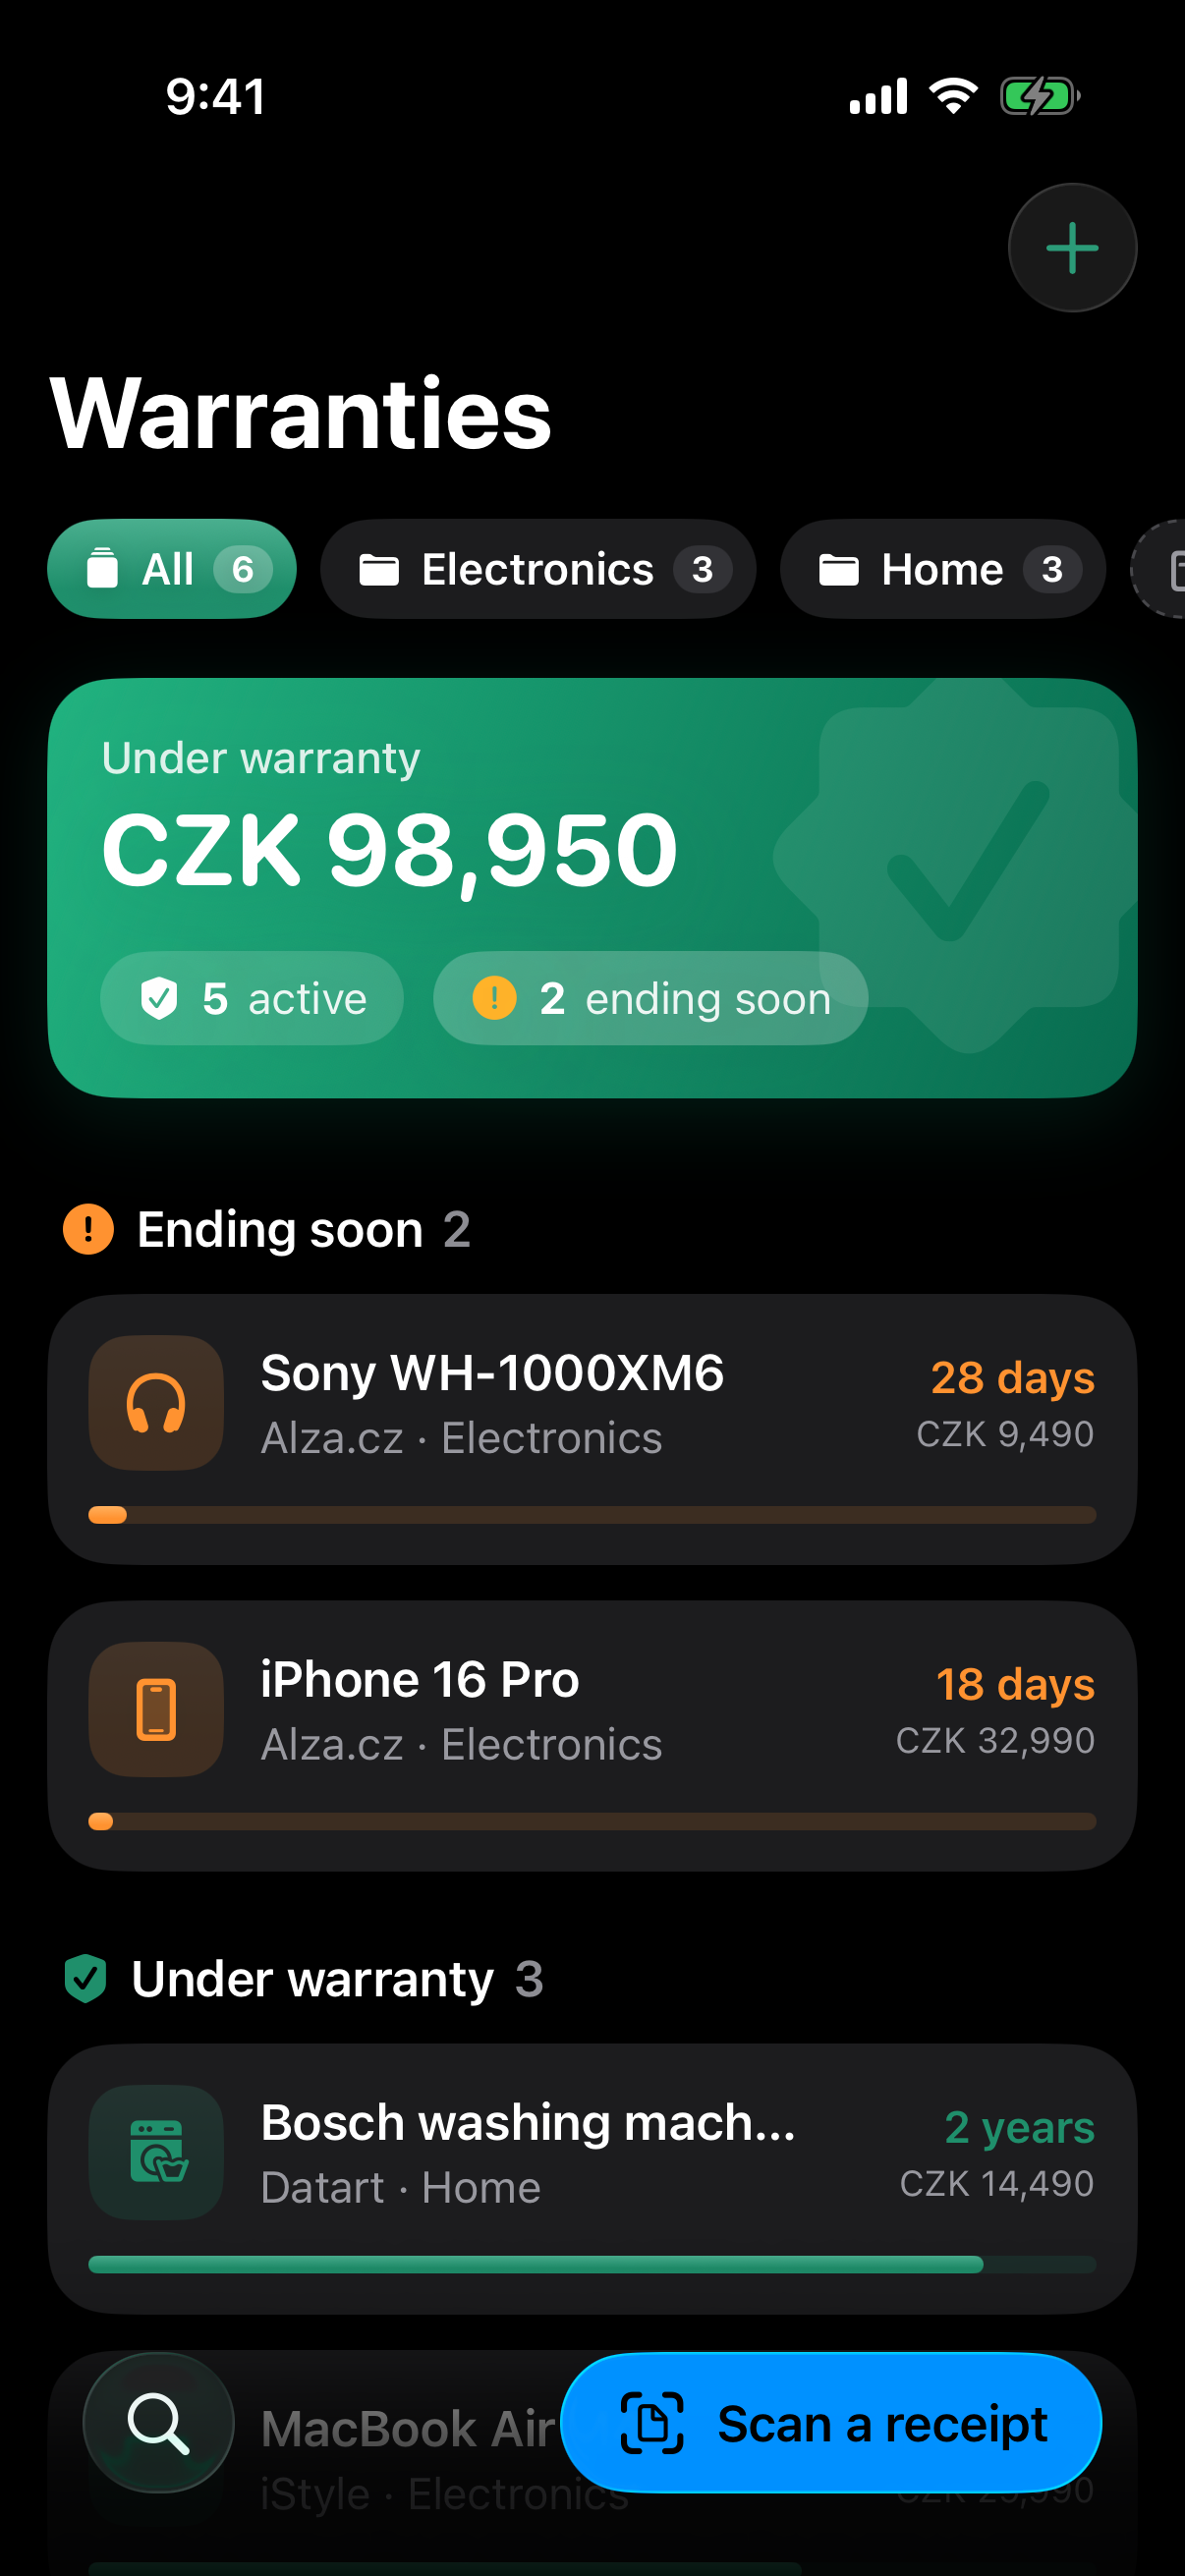 9:41
Warranties
All 6 Electronics 3 Home 3
Under warranty
CZK 98,950
5 active 2 ending soon
Ending soon 2
Sony WH-1000XM6
28 days
Alza.cz · Electronics
CZK 9,490
iPhone 16 Pro
18 days
Alza.cz · Electronics
CZK 32,990
Under warranty 3
Bosch washing mach...
2 years
Datart · Home
CZK 14,490
MacBook Air
Scan a receipt
iStyle · Electronics